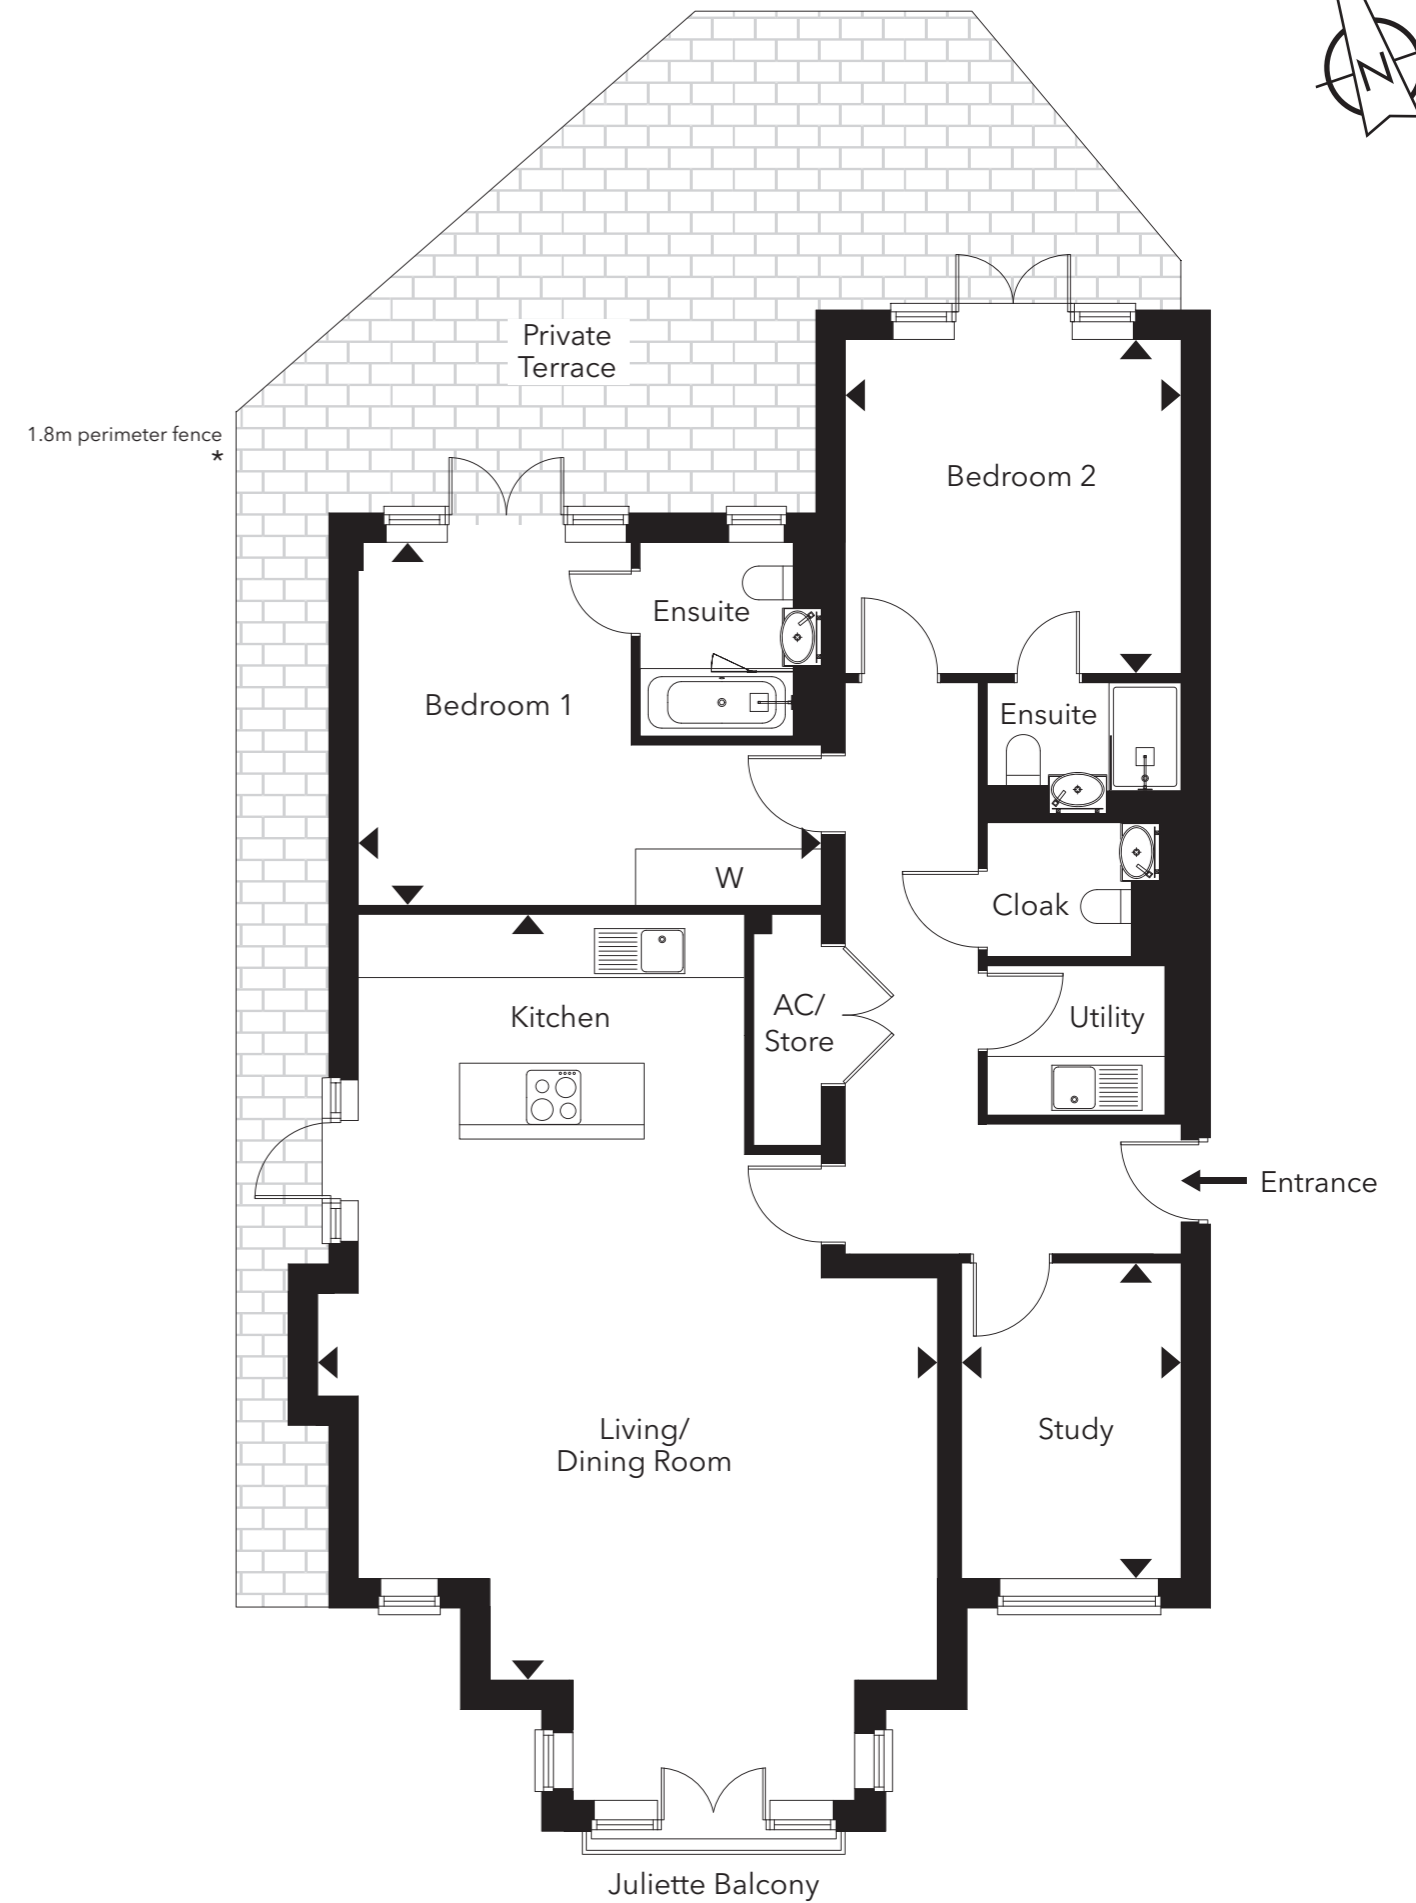 N
Private
Terrace
1.8m perimeter fence
*
Bedroom 2
Ensuite
Bedroom 1
Ensuite
W
Cloak
Kitchen
AC/
Store
Utility
Entrance
Living/
Dining Room
Study
Juliette Balcony